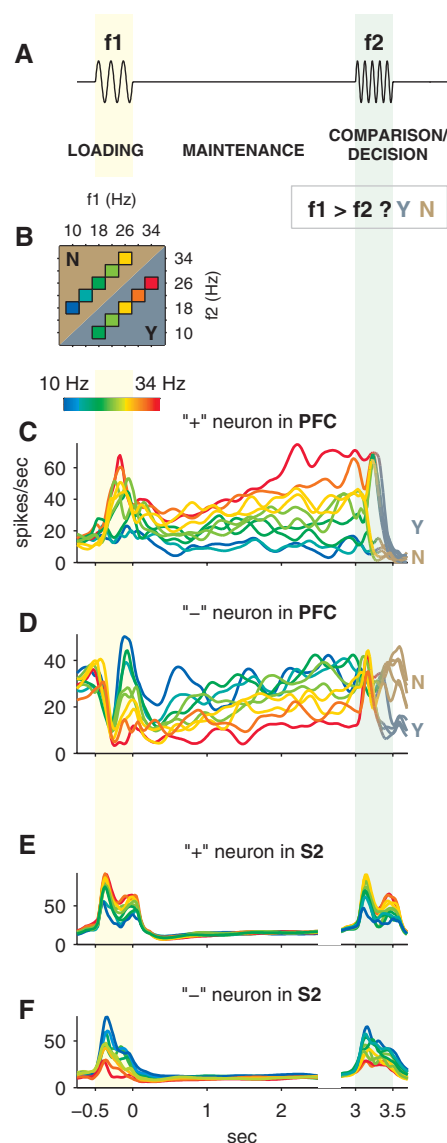 A
f1
f2
LOADING
MAINTENANCE
COMPARISON/
DECISION
f1 > f2 ? Y N
f1 (Hz)
10 18 26 34
B
N
Y
34
26
18
10
f2 (Hz)
10 Hz
34 Hz
C
"+" neuron in PFC
spikes/sec
60
40
20
0
Y
N
D
"−" neuron in PFC
40
20
0
N
Y
E
"+" neuron in S2
50
0
F
"−" neuron in S2
50
0
−0.5 0 1 2 3 3.5
sec